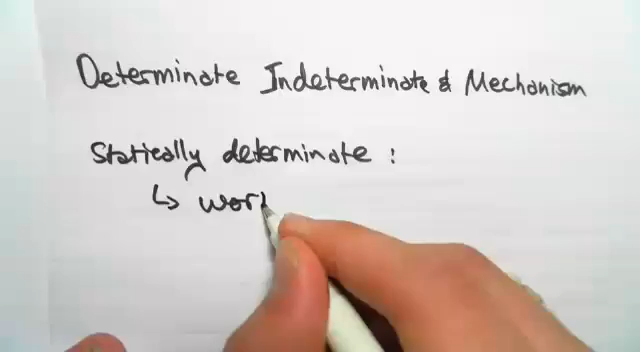 Determinate Indeterminate & Mechanism
Statically determinate :
↳ wor